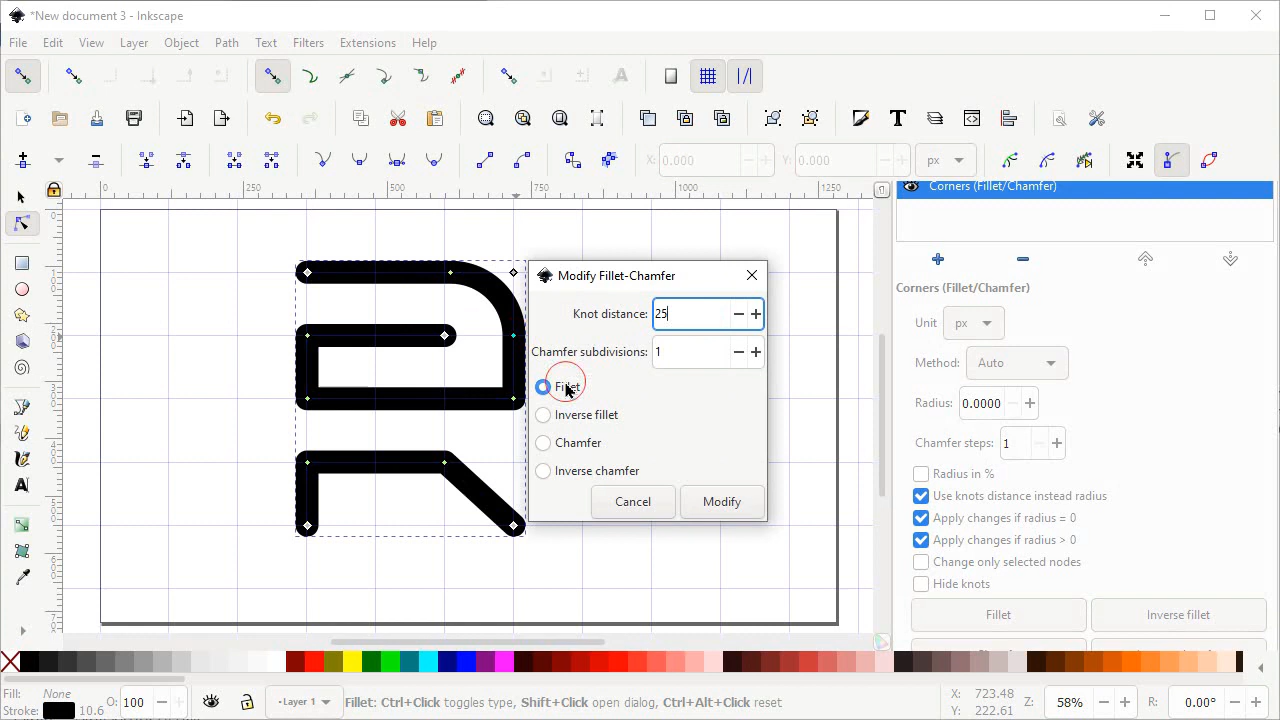 *New document 3 - Inkscape
File Edit View Layer Object Path Text Filters Extensions Help
X: 0.000 Y: 0.000 px
0 250 500 750 1000 1250
Corners (Fillet/Chamfer)
Modify Fillet-Chamfer
Corners (Fillet/Chamfer)
Knot distance: 25
Unit px
Chamfer subdivisions: 1
Method: Auto
Fillet
Radius: 0.0000
Inverse fillet
Chamfer
Chamfer steps: 1
Inverse chamfer
Radius in %
Cancel Modify
Use knots distance instead radius
Apply changes if radius = 0
Apply changes if radius > 0
Change only selected nodes
Hide knots
Fillet Inverse fillet
Fill: None
Stroke: 10.6
O: 100
Layer 1
Fillet: Ctrl+Click toggles type, Shift+Click open dialog, Ctrl+Alt+Click reset
X: 723.48
Y: 222.61
Z: 58%
R: 0.00°